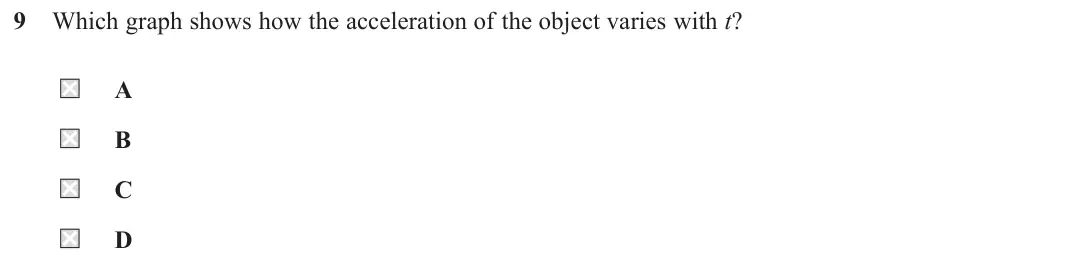 9 Which graph shows how the acceleration of the object varies with t?
A
B
C
D